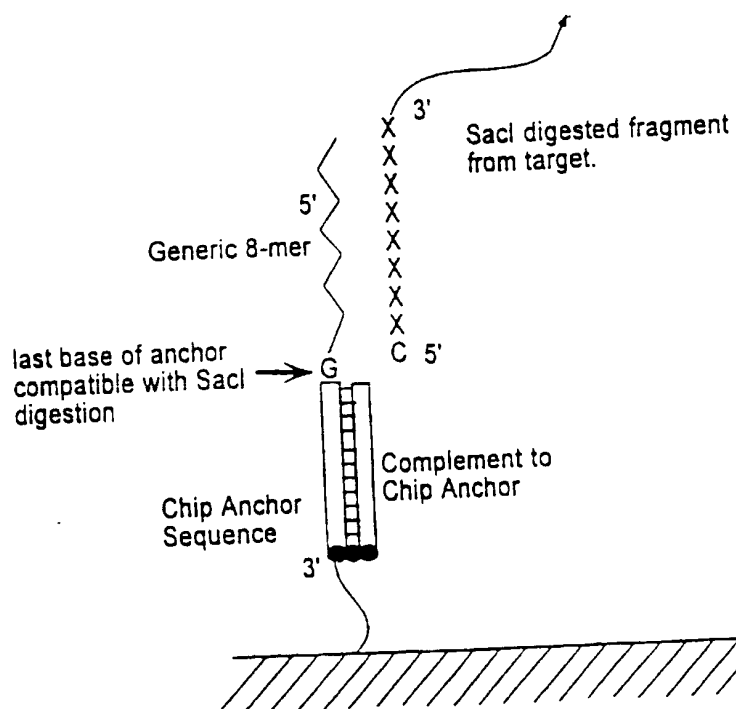 3'
SacI digested fragment
from target.
5'
Generic 8-mer
X
X
X
X
X
X
X
X
C 5'
last base of anchor
compatible with SacI
digestion
G
Complement to
Chip Anchor
Chip Anchor
Sequence
3'